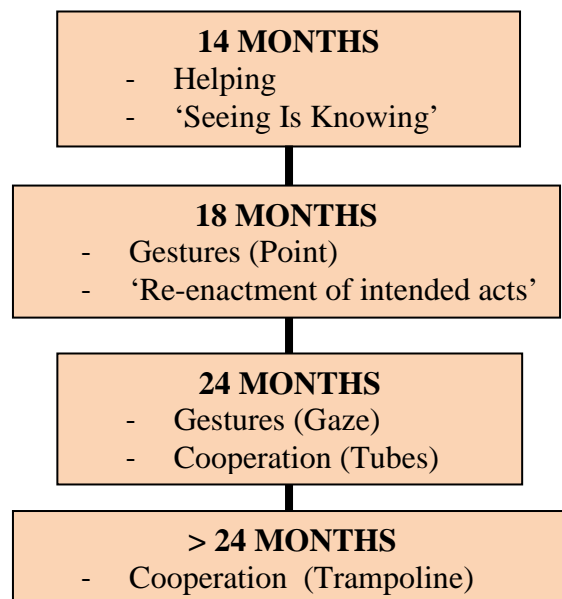 14 MONTHS
- Helping
- ‘Seeing Is Knowing’
18 MONTHS
- Gestures (Point)
- ‘Re-enactment of intended acts’
24 MONTHS
- Gestures (Gaze)
- Cooperation (Tubes)
> 24 MONTHS
- Cooperation (Trampoline)